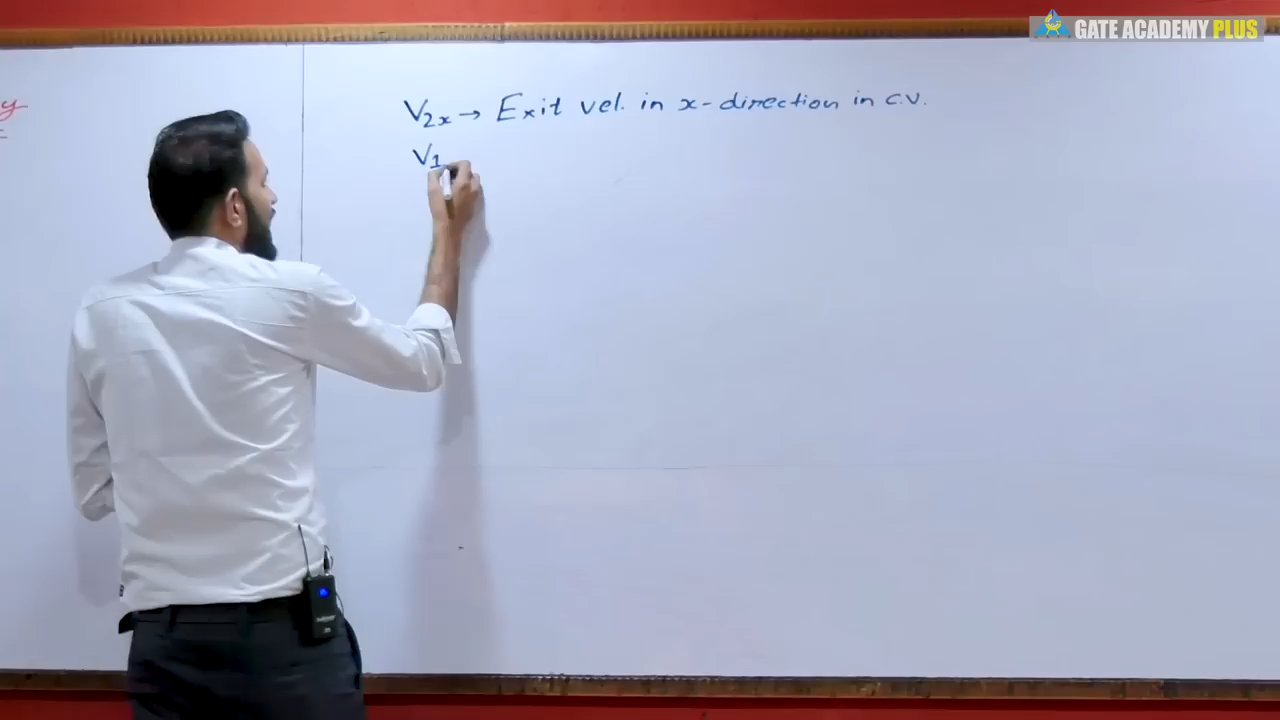 GATE ACADEMY PLUS
V₂ₓ → Exit vel. in x-direction in c.v.
V₁